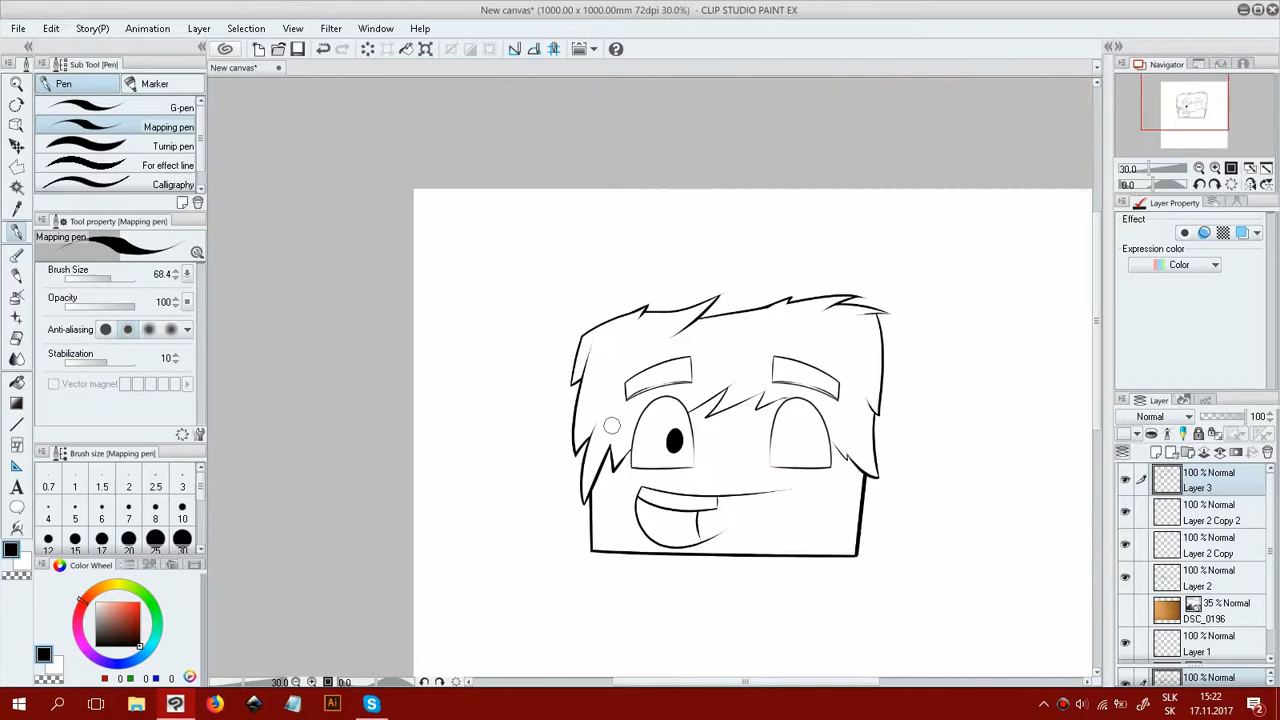 New canvas* (1000.00 x 1000.00mm 72dpi 30.0%) - CLIP STUDIO PAINT EX
File Edit Story(P) Animation Layer Selection View Filter Window Help
Sub Tool [Pen]
New canvas*
Navigator
Pen Marker
G-pen
Mapping pen
Turnip pen
For effect line
Calligraphy
30.0
0.0
Layer Property
Tool property [Mapping pen]
Effect
Mapping pen
Expression color
Brush Size 68.4
Color
Opacity 100
Anti-aliasing
Stabilization 10
Vector magnet
Layer
Normal 100
Brush size [Mapping pen]
0.7 1 1.5 2 2.5 3
4 5 6 7 8 10
12 15 17 20 25 30
100 % Normal
Layer 3
100 % Normal
Layer 2 Copy 2
100 % Normal
Layer 2 Copy
100 % Normal
Layer 2
35 % Normal
DSC_0196
100 % Normal
Layer 1
100 % Normal
Color Wheel
0 0 0
30.0 0.0
Ai
SLK
SK
15:22
17.11.2017
2